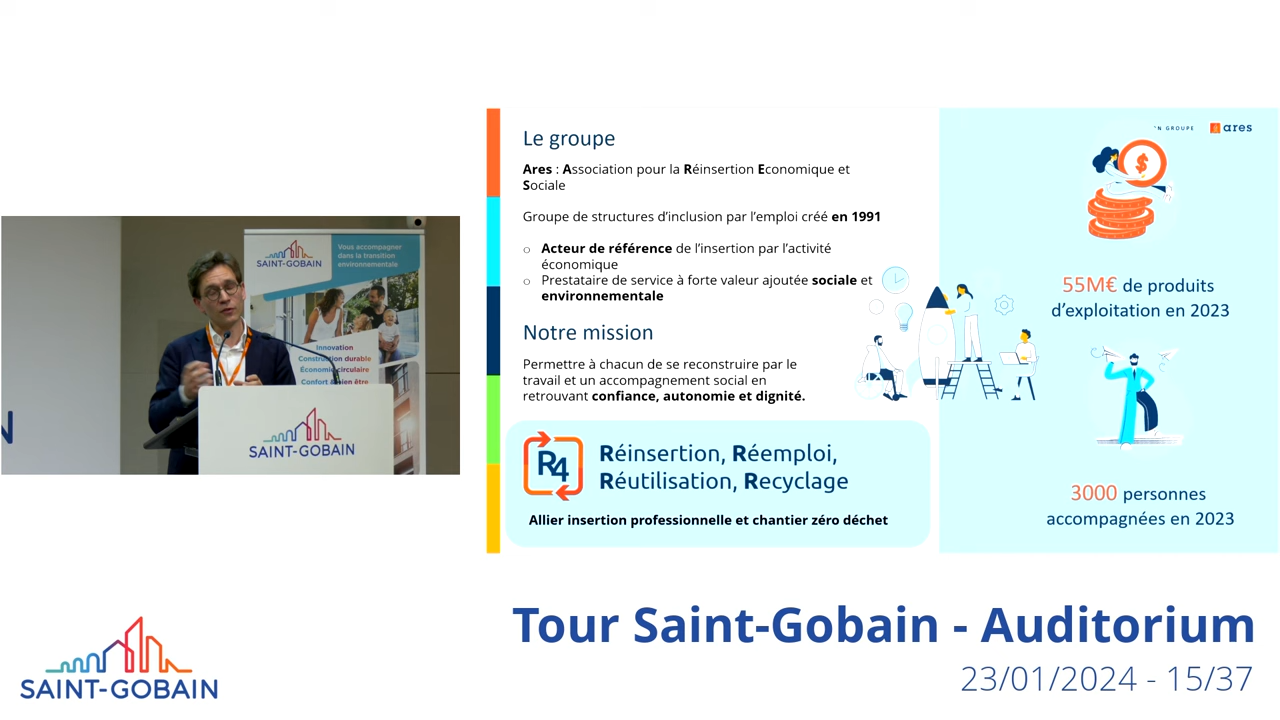 SAINT-GOBAIN
Vous accompagner
dans la transition
environnementale
Innovation
Construction durable
Économie circulaire
Confort & bien être
SAINT-GOBAIN
Le groupe
Ares : Association pour la Réinsertion Economique et
Sociale
Groupe de structures d'inclusion par l'emploi créé en 1991
○ Acteur de référence de l'insertion par l'activité
économique
○ Prestataire de service à forte valeur ajoutée sociale et
environnementale
Notre mission
Permettre à chacun de se reconstruire par le
travail et un accompagnement social en
retrouvant confiance, autonomie et dignité.
R4
Réinsertion, Réemploi,
Réutilisation, Recyclage
Allier insertion professionnelle et chantier zéro déchet
GROUPE ares
$
55M€ de produits
d'exploitation en 2023
3000 personnes
accompagnées en 2023
SAINT-GOBAIN
Tour Saint-Gobain - Auditorium
23/01/2024 - 15/37